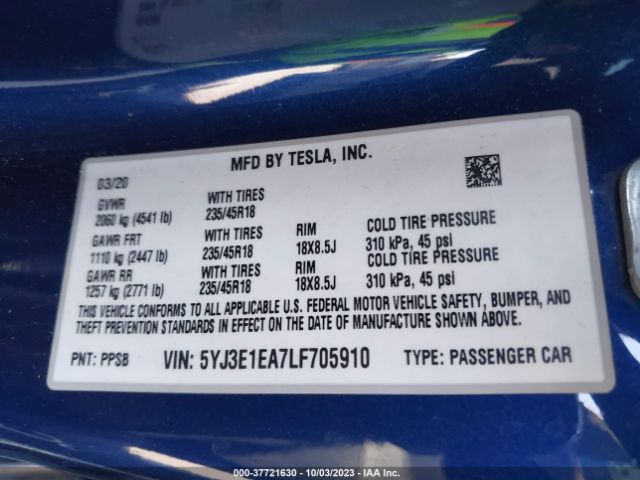 MFD BY TESLA, INC.
03/20
GVWR WITH TIRES
2060 kg (4541 lb) 235/45R18
GAWR FRT WITH TIRES RIM COLD TIRE PRESSURE
1110 kg (2447 lb) 235/45R18 18X8.5J 310 kPa, 45 psi
GAWR RR WITH TIRES RIM COLD TIRE PRESSURE
1257 kg (2771 lb) 235/45R18 18X8.5J 310 kPa, 45 psi
THIS VEHICLE CONFORMS TO ALL APPLICABLE U.S. FEDERAL MOTOR VEHICLE SAFETY, BUMPER, AND
THEFT PREVENTION STANDARDS IN EFFECT ON THE DATE OF MANUFACTURE SHOWN ABOVE.
PNT: PPSB VIN: 5YJ3E1EA7LF705910 TYPE: PASSENGER CAR
000-37721630 - 10/03/2023 - IAA Inc.